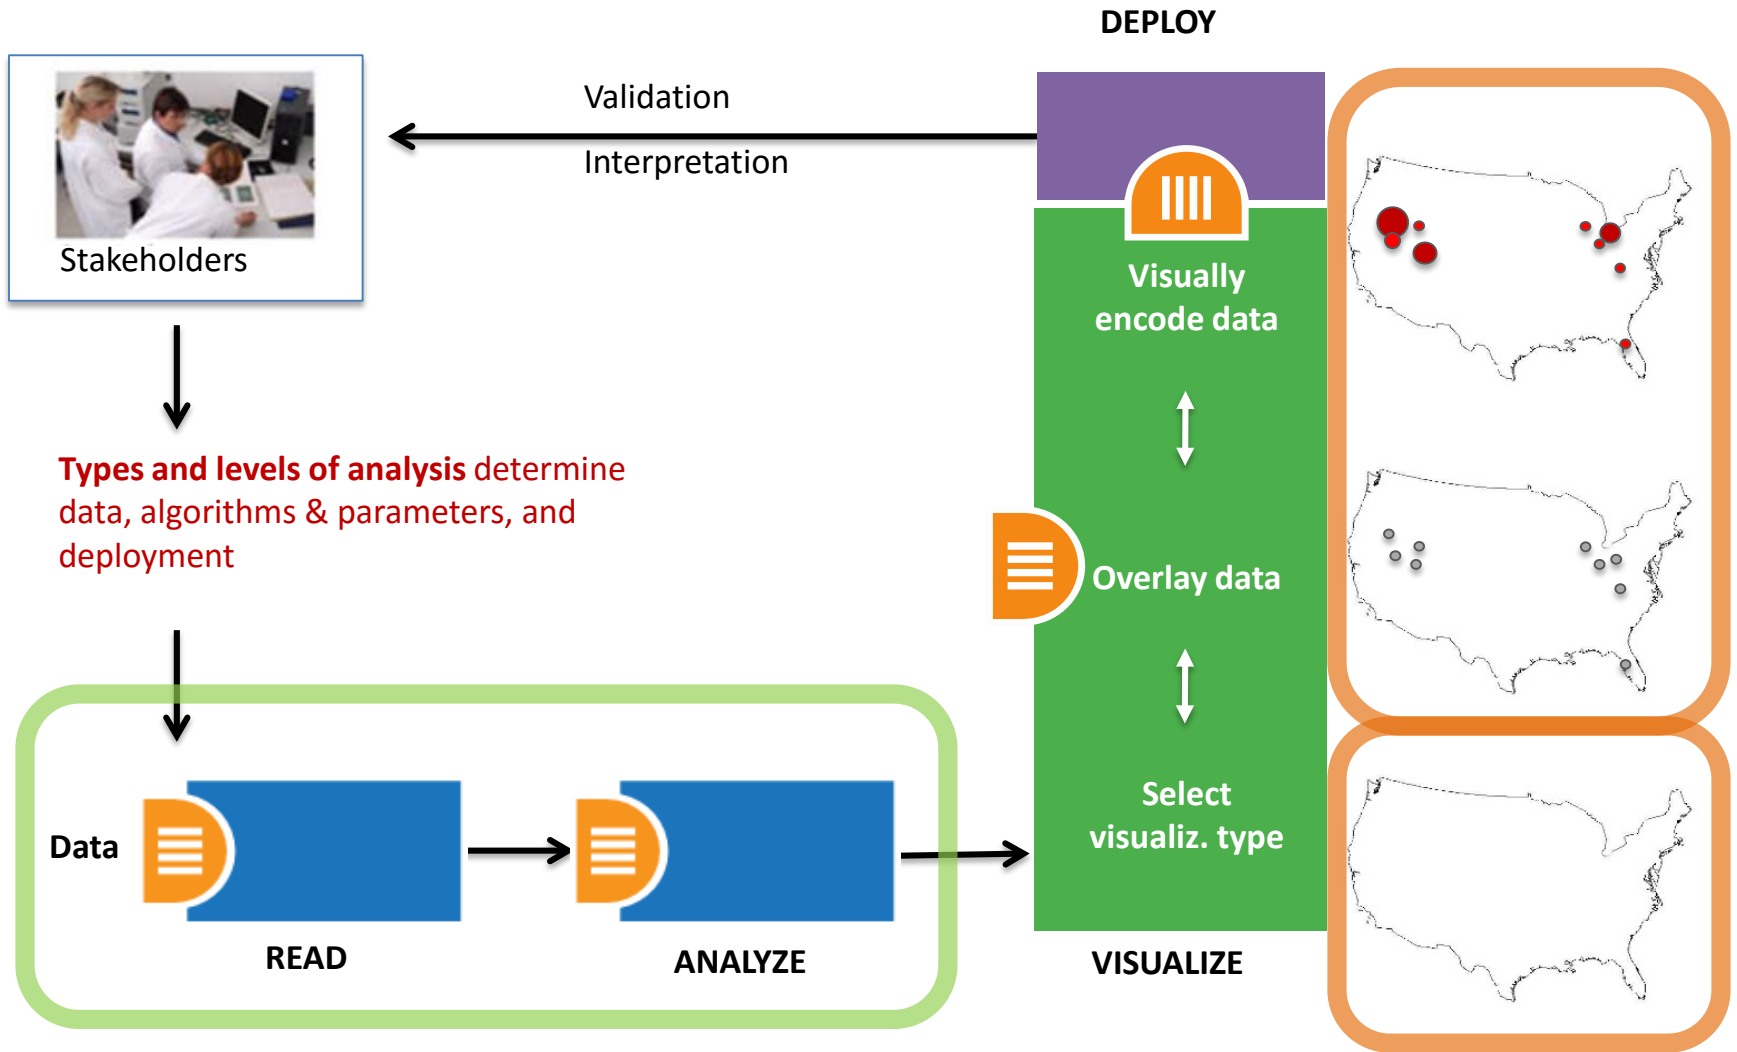 DEPLOY
Validation
Interpretation
Stakeholders
Visually
encode data
Types and levels of analysis determine
data, algorithms & parameters, and
deployment
Overlay data
Select
visualiz. type
Data
READ
ANALYZE
VISUALIZE